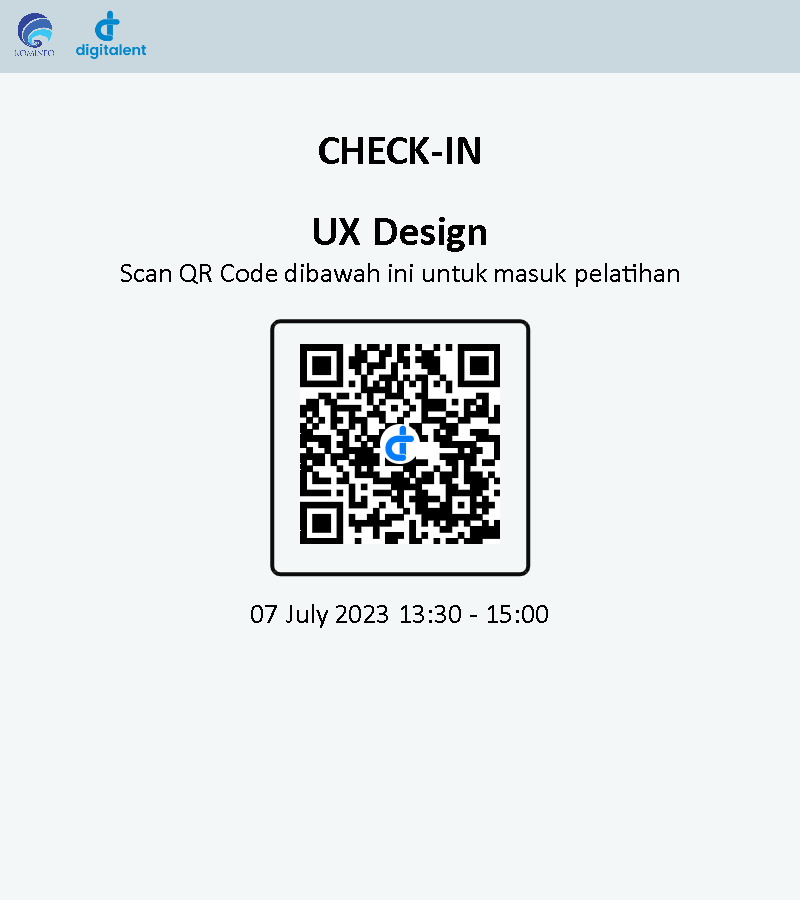 KOMINFO
digitalent
CHECK-IN
UX Design
Scan QR Code dibawah ini untuk masuk pelatihan
07 July 2023 13:30 - 15:00